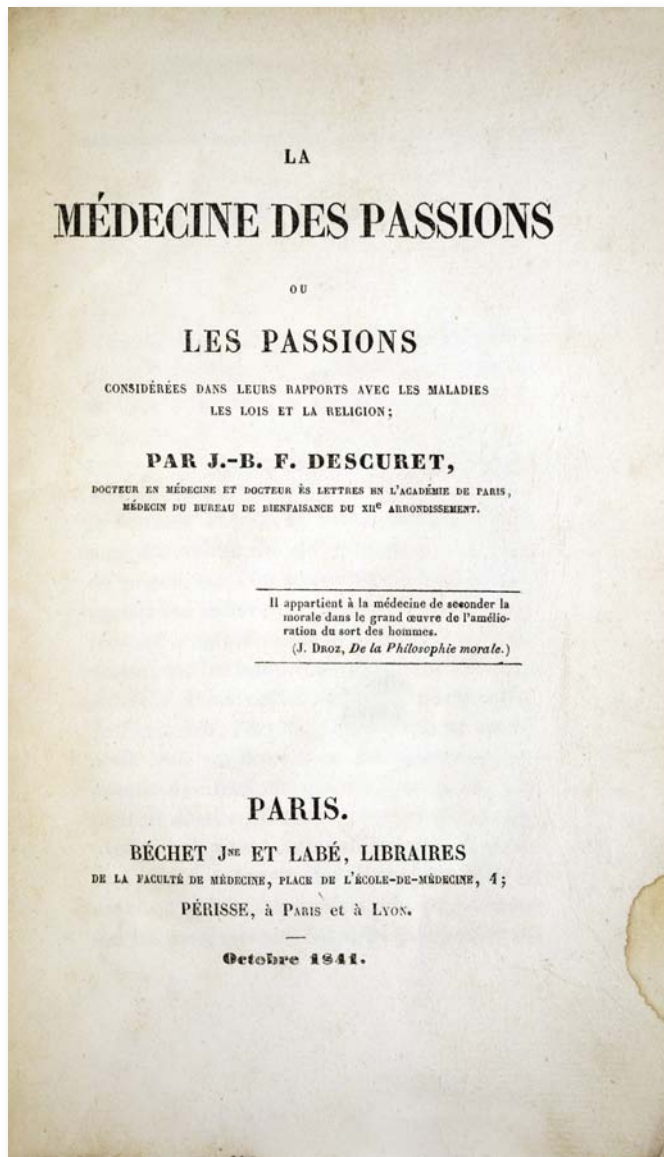 LA
MÉDECINE DES PASSIONS
OU
LES PASSIONS
CONSIDÉRÉES DANS LEURS RAPPORTS AVEC LES MALADIES
LES LOIS ET LA RELIGION;
PAR J.-B. F. DESCURET,
DOCTEUR EN MÉDECINE ET DOCTEUR ÈS LETTRES EN L'ACADÉMIE DE PARIS,
MÉDECIN DU BUREAU DE BIENFAISANCE DU XIIe ARRONDISSEMENT.
Il appartient à la médecine de seconder la
morale dans le grand œuvre de l'amélio-
ration du sort des hommes.
(J. DROZ, De la Philosophie morale.)
PARIS.
BÉCHET JNE ET LABÉ, LIBRAIRES
DE LA FACULTÉ DE MÉDECINE, PLACE DE L'ÉCOLE-DE-MÉDECINE, 4;
PÉRISSE, à PARIS et à LYON.
Octobre 1841.